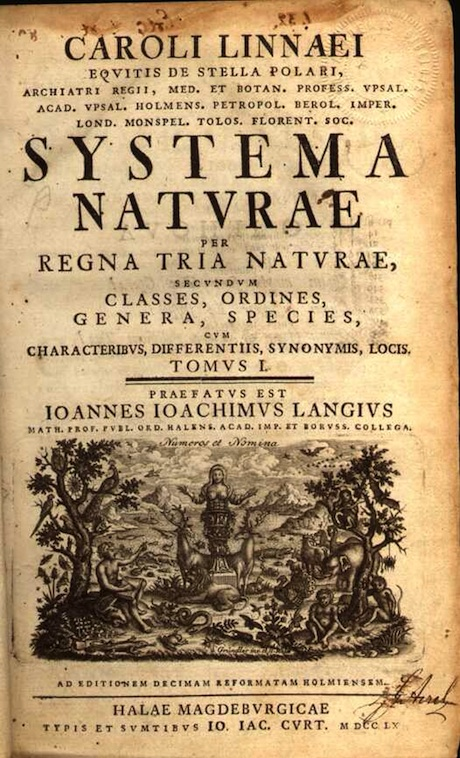 CAROLI LINNAEI
EQVITIS DE STELLA POLARI,
ARCHIATRI REGII, MED. ET BOTAN. PROFESS. VPSAL.
ACAD. VPSAL. HOLMENS. PETROPOL. BEROL. IMPER.
LOND. MONSPEL. TOLOS. FLORENT. SOC.
SYSTEMA
NATVRAE
PER
REGNA TRIA NATVRAE,
SECVNDVM
CLASSES, ORDINES,
GENERA, SPECIES,
CVM
CHARACTERIBVS, DIFFERENTIIS, SYNONYMIS, LOCIS.
TOMVS I.
PRAEFATVS EST
IOANNES IOACHIMVS LANGIVS
MATH. PROF. PVBL. ORD. HALENS. ACAD. IMP. ET BORVSS. COLLEGA.
Numeros et Nomina
AD EDITIONEM DECIMAM REFORMATAM HOLMIENSEM.
HALAE MAGDEBVRGICAE
TYPIS ET SVMTIBVS IO. IAC. CVRT. MDCCLX